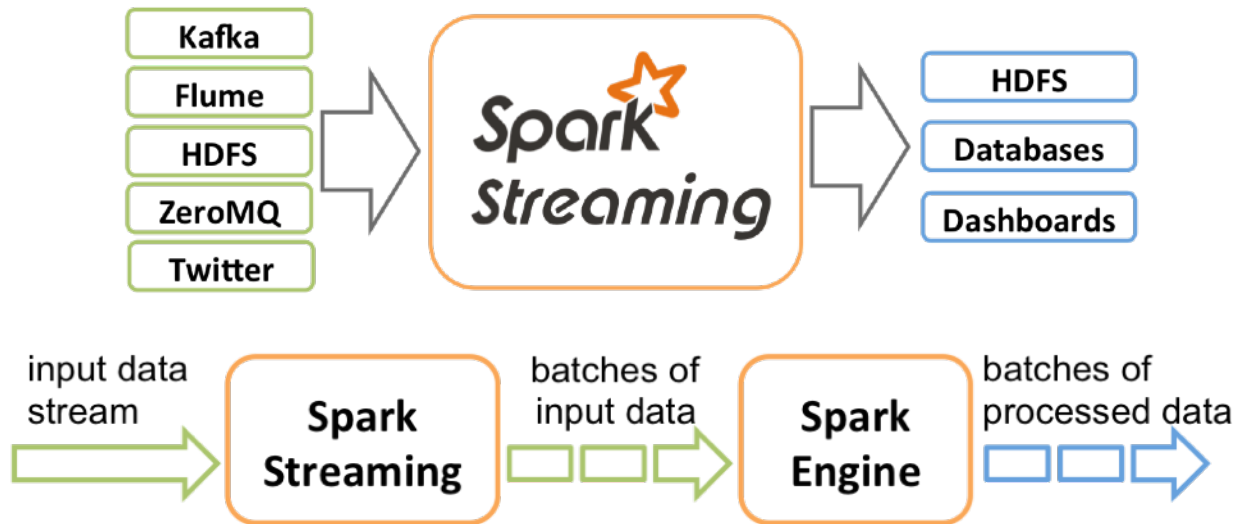 Kafka
Flume
HDFS
ZeroMQ
Twitter
Spark
Streaming
HDFS
Databases
Dashboards
input data
stream
Spark
Streaming
batches of
input data
Spark
Engine
batches of
processed data